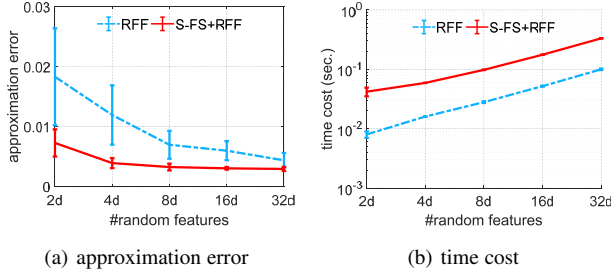 0.03
0.02
0.01
0
approximation error
RFF
S-FS+RFF
2d
4d
8d
16d
32d
#random features
(a) approximation error
10^0
10^-1
10^-2
10^-3
time cost (sec.)
RFF
S-FS+RFF
2d
4d
8d
16d
32d
#random features
(b) time cost